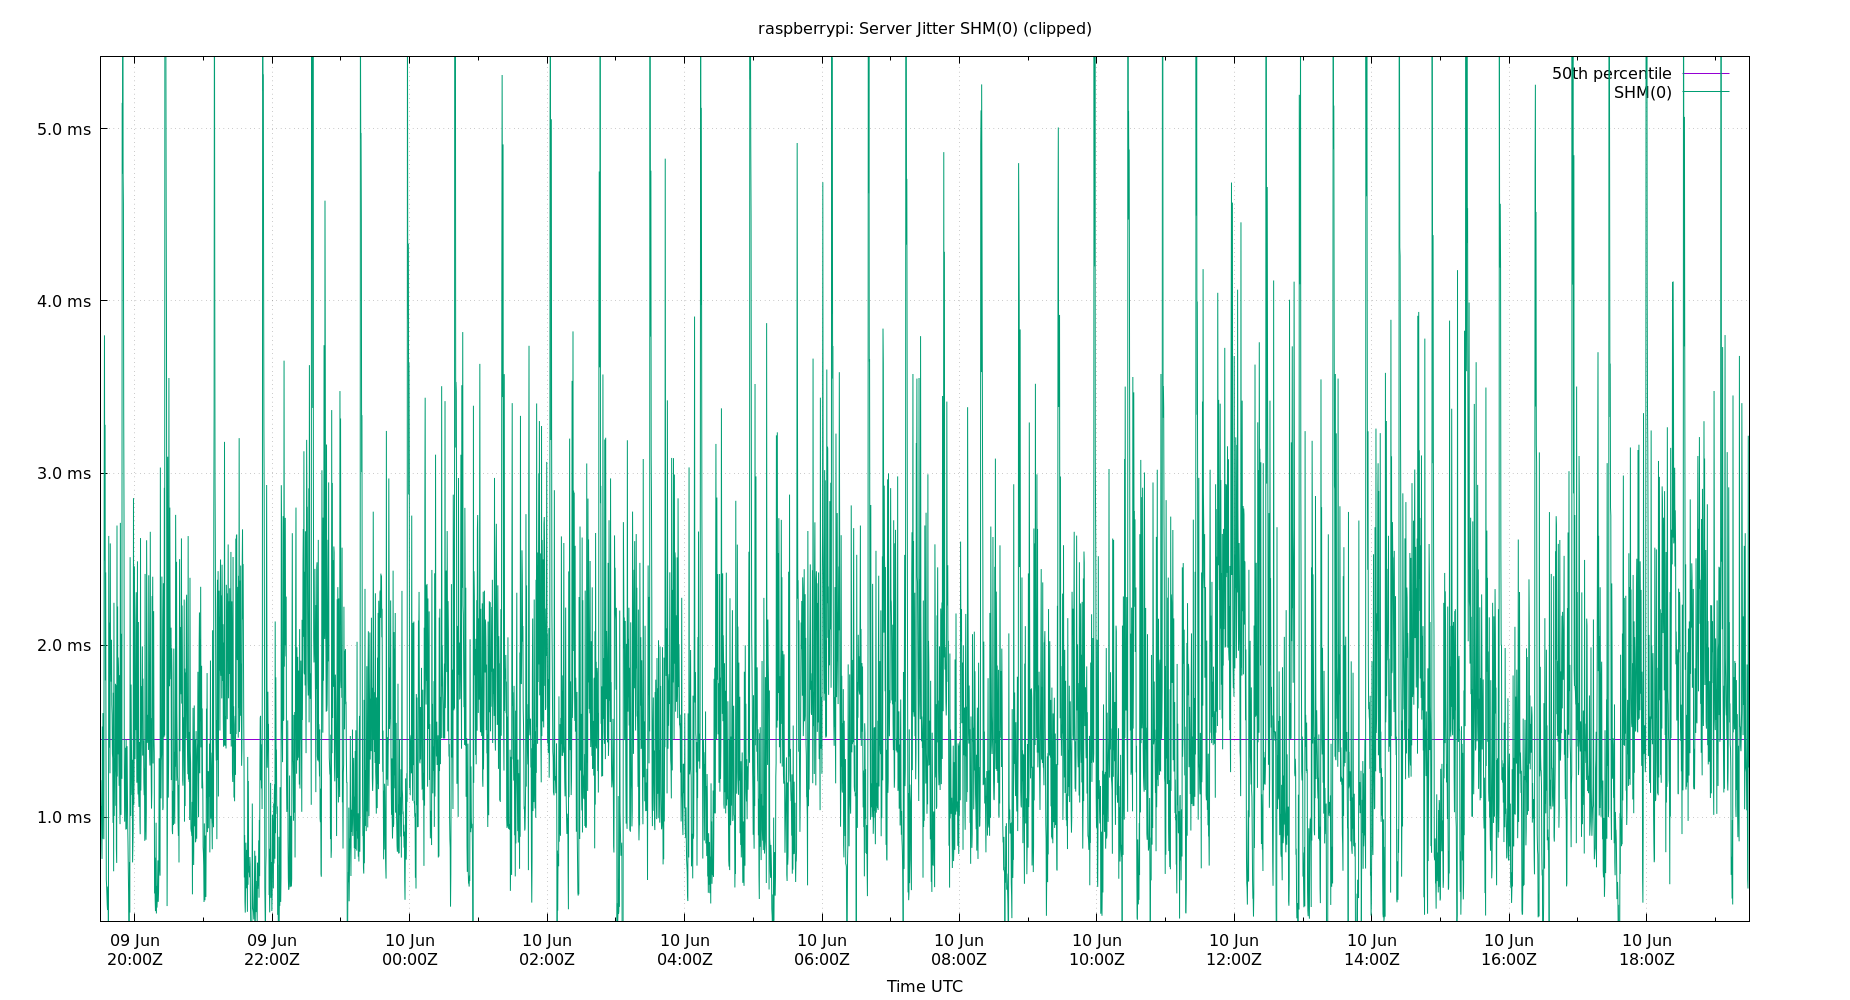 raspberrypi: Server Jitter SHM(0) (clipped)
50th percentile
SHM(0)
5.0 ms
4.0 ms
3.0 ms
2.0 ms
1.0 ms
09 Jun 09 Jun 10 Jun 10 Jun 10 Jun 10 Jun 10 Jun 10 Jun 10 Jun 10 Jun 10 Jun 10 Jun
20:00Z 22:00Z 00:00Z 02:00Z 04:00Z 06:00Z 08:00Z 10:00Z 12:00Z 14:00Z 16:00Z 18:00Z
Time UTC